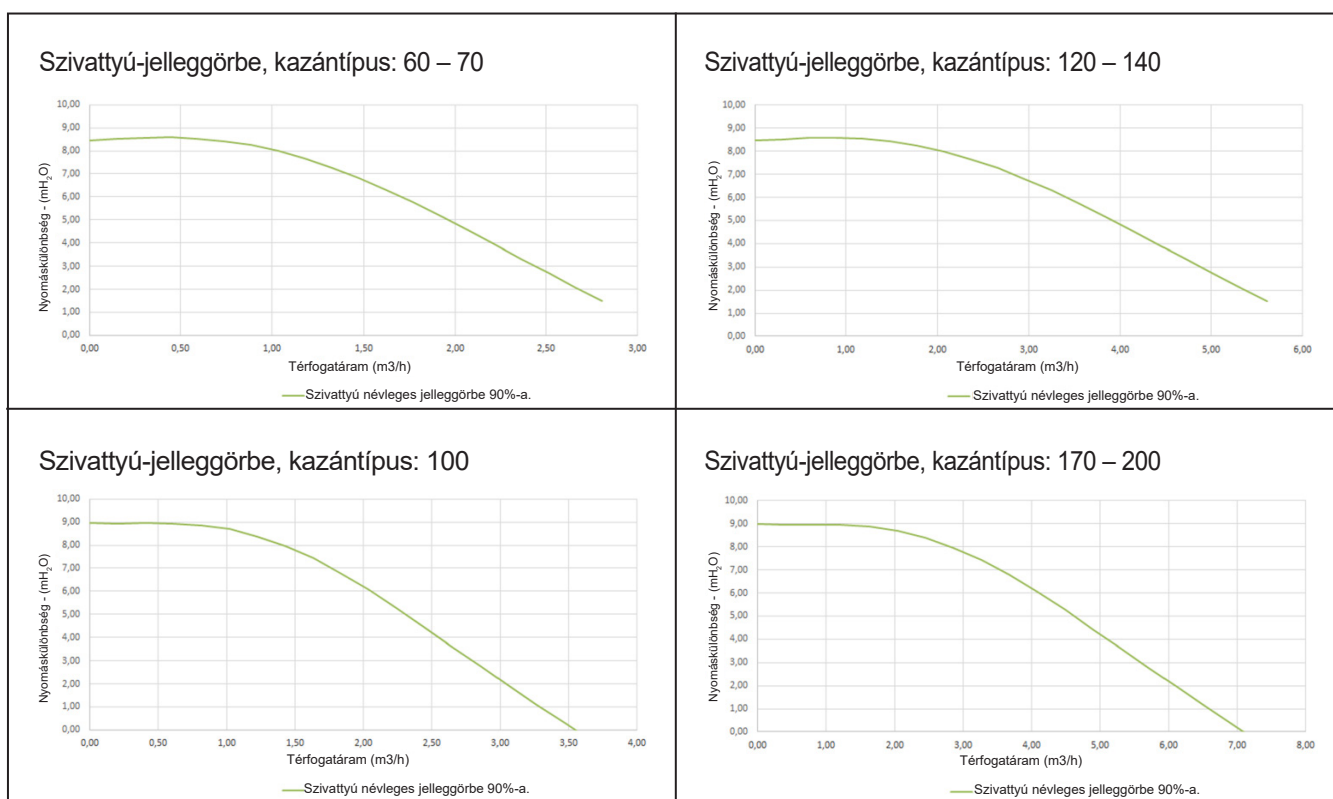 Szivattyú-jelleggörbe, kazántípus: 60 – 70
Nyomáskülönbség - (mH₂O)
10,00
9,00
8,00
7,00
6,00
5,00
4,00
3,00
2,00
1,00
0,00
0,00 0,50 1,00 1,50 2,00 2,50 3,00
Térfogatáram (m3/h)
Szivattyú névleges jelleggörbe 90%-a.
Szivattyú-jelleggörbe, kazántípus: 120 – 140
Nyomáskülönbség - (mH₂O)
10,00
9,00
8,00
7,00
6,00
5,00
4,00
3,00
2,00
1,00
0,00
0,00 1,00 2,00 3,00 4,00 5,00 6,00
Térfogatáram (m3/h)
Szivattyú névleges jelleggörbe 90%-a.
Szivattyú-jelleggörbe, kazántípus: 100
Nyomáskülönbség - (mH₂O)
10,00
9,00
8,00
7,00
6,00
5,00
4,00
3,00
2,00
1,00
0,00
0,00 0,50 1,00 1,50 2,00 2,50 3,00 3,50 4,00
Térfogatáram (m3/h)
Szivattyú névleges jelleggörbe 90%-a.
Szivattyú-jelleggörbe, kazántípus: 170 – 200
Nyomáskülönbség - (mH₂O)
10,00
9,00
8,00
7,00
6,00
5,00
4,00
3,00
2,00
1,00
0,00
0,00 1,00 2,00 3,00 4,00 5,00 6,00 7,00 8,00
Térfogatáram (m3/h)
Szivattyú névleges jelleggörbe 90%-a.